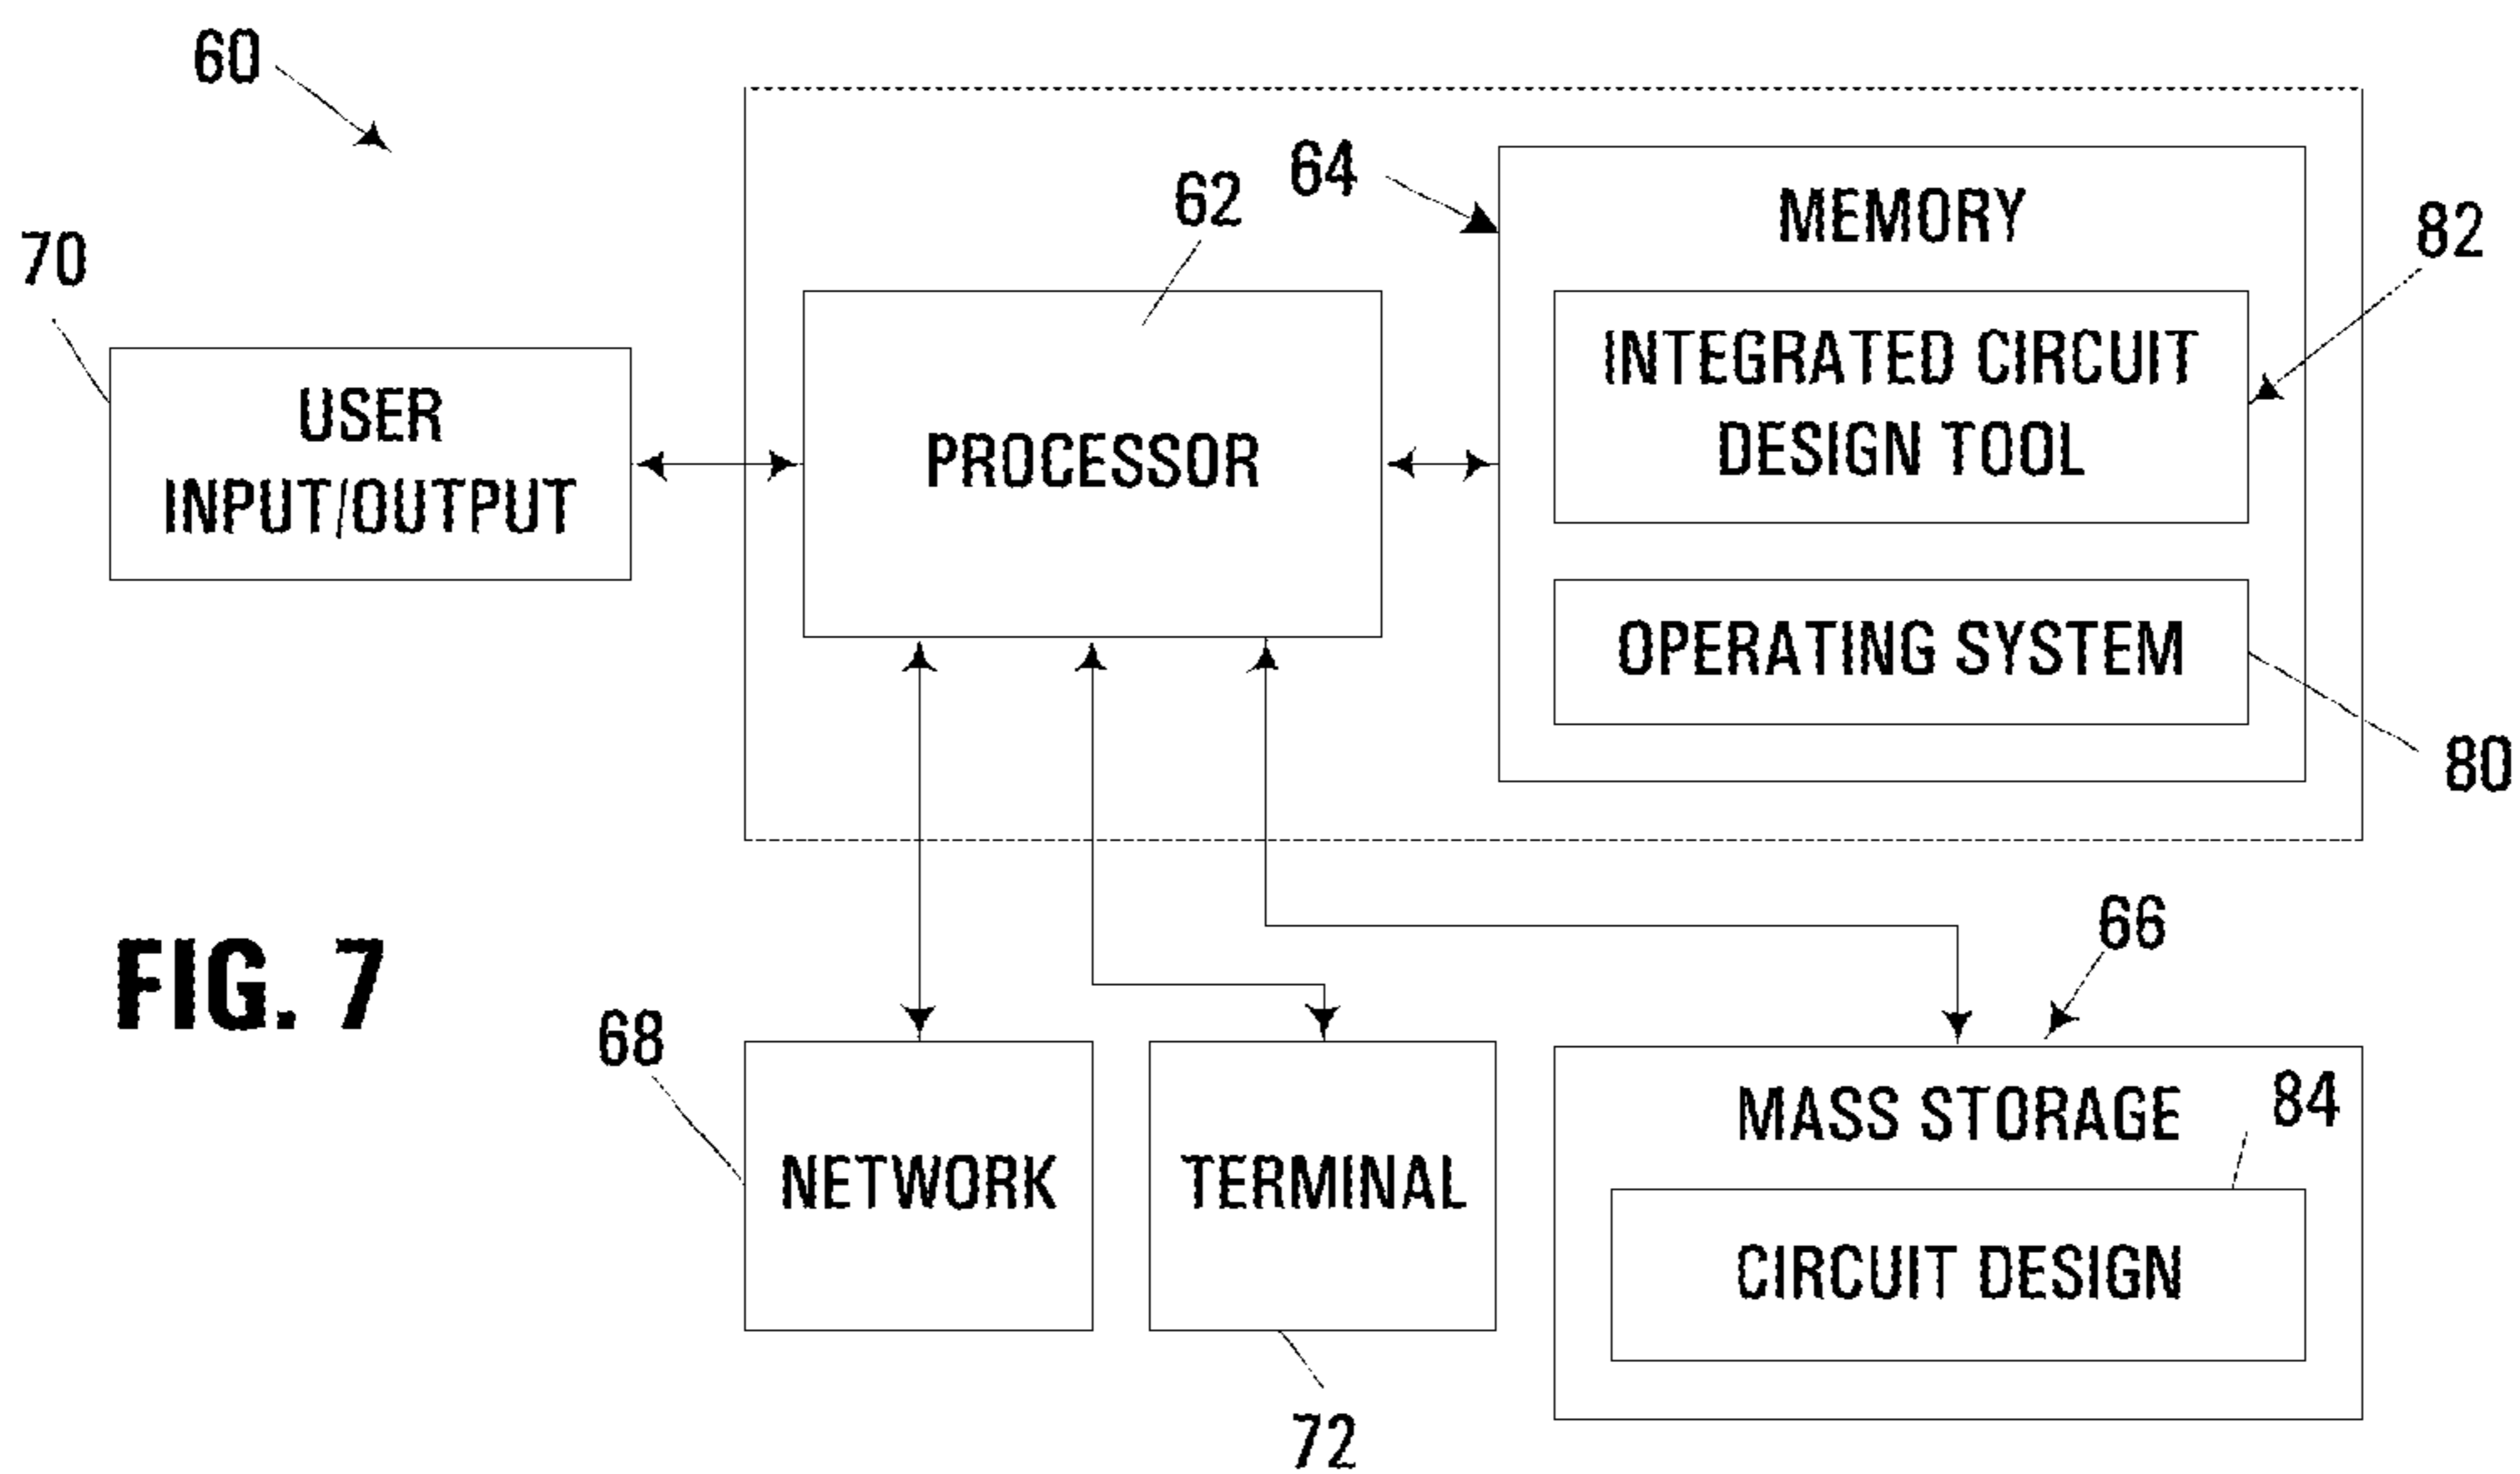 60
62
64
MEMORY
82
70
INTEGRATED CIRCUIT
DESIGN TOOL
USER
INPUT/OUTPUT
PROCESSOR
OPERATING SYSTEM
80
66
FIG. 7
68
84
MASS STORAGE
NETWORK
TERMINAL
CIRCUIT DESIGN
72